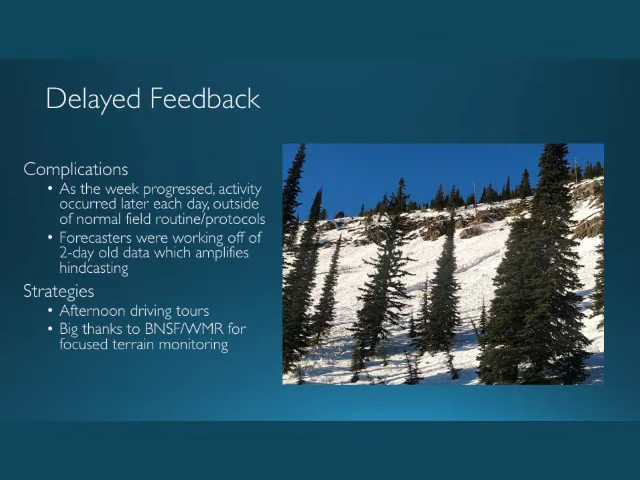 Delayed Feedback
Complications
• As the week progressed, activity
occurred later each day, outside
of normal field routine/protocols
• Forecasters were working off of
2-day old data which amplifies
hindcasting
Strategies
• Afternoon driving tours
• Big thanks to BNSF/WMR for
focused terrain monitoring